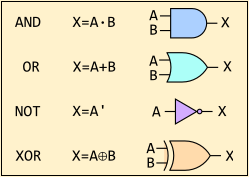 AND X=A·B A B X
OR X=A+B A B X
NOT X=A' A X
XOR X=A⊕B A B X